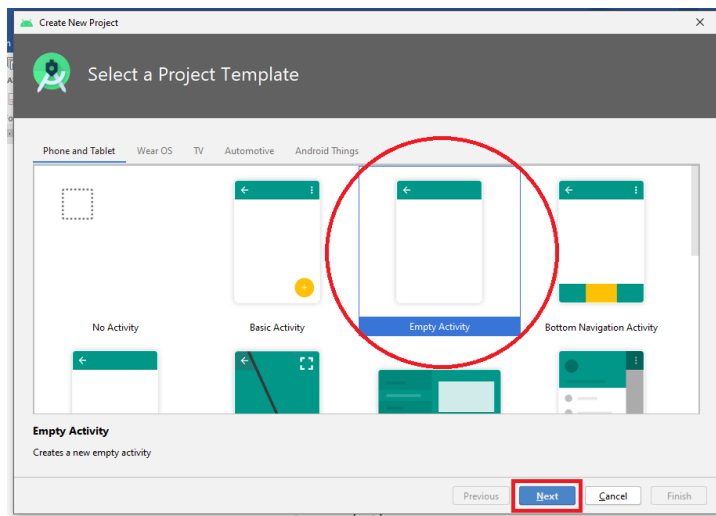 Create New Project
Select a Project Template
Phone and Tablet Wear OS TV Automotive Android Things
No Activity Basic Activity Empty Activity Bottom Navigation Activity
Empty Activity
Creates a new empty activity
Previous Next Cancel Finish